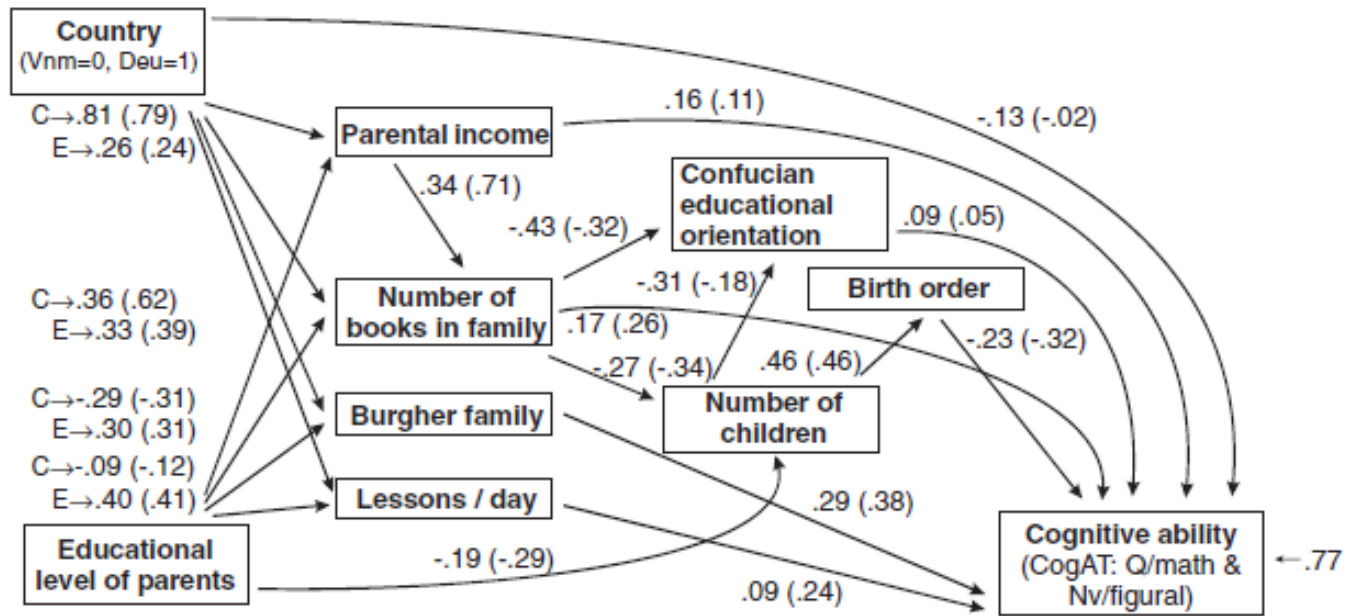 Country
(Vnm=0, Deu=1)
C→.81 (.79)
E→.26 (.24)
Parental income
.16 (.11)
-.13 (-.02)
.34 (.71)
Confucian
educational
orientation
.09 (.05)
-.43 (-.32)
-.31 (-.18)
Birth order
C→.36 (.62)
E→.33 (.39)
Number of
books in family
.17 (.26)
-.23 (-.32)
-.27 (-.34)
.46 (.46)
C→-.29 (-.31)
E→.30 (.31)
Burgher family
Number of
children
C→-.09 (-.12)
E→.40 (.41)
Lessons / day
.29 (.38)
Educational
level of parents
-.19 (-.29)
.09 (.24)
Cognitive ability
(CogAT: Q/math &
Nv/figural)
←.77